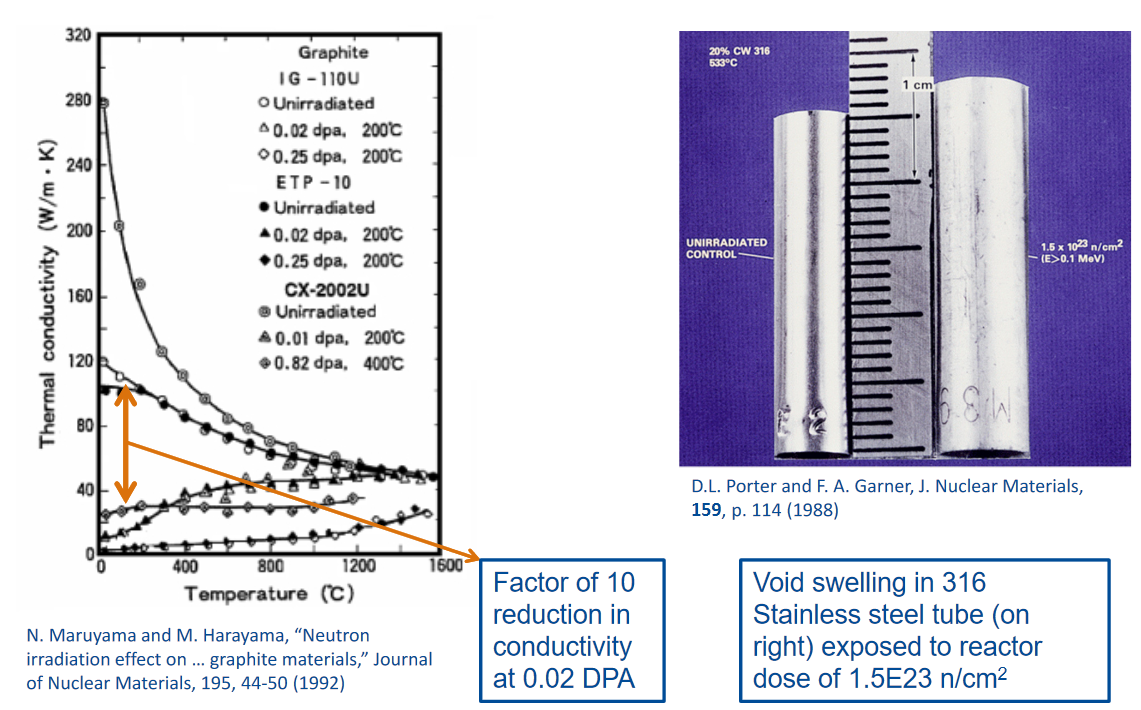 320
280
240
200
160
120
80
40
0
Thermal conductivity (W/m・K)
Graphite
IG-110U
Unirradiated
0.02 dpa, 200℃
0.25 dpa, 200℃
ETP-10
Unirradiated
0.02 dpa, 200℃
0.25 dpa, 200℃
CX-2002U
Unirradiated
0.01 dpa, 200℃
0.82 dpa, 400℃
0 400 800 1200 1600
Temperature (℃)
N. Maruyama and M. Harayama, “Neutron
irradiation effect on … graphite materials,” Journal
of Nuclear Materials, 195, 44-50 (1992)
Factor of 10
reduction in
conductivity
at 0.02 DPA
20% CW 316
533°C
1 cm
UNIRRADIATED
CONTROL
1.5 x 10²³ n/cm²
(E>0.1 MeV)
D.L. Porter and F. A. Garner, J. Nuclear Materials,
159, p. 114 (1988)
Void swelling in 316
Stainless steel tube (on
right) exposed to reactor
dose of 1.5E23 n/cm²